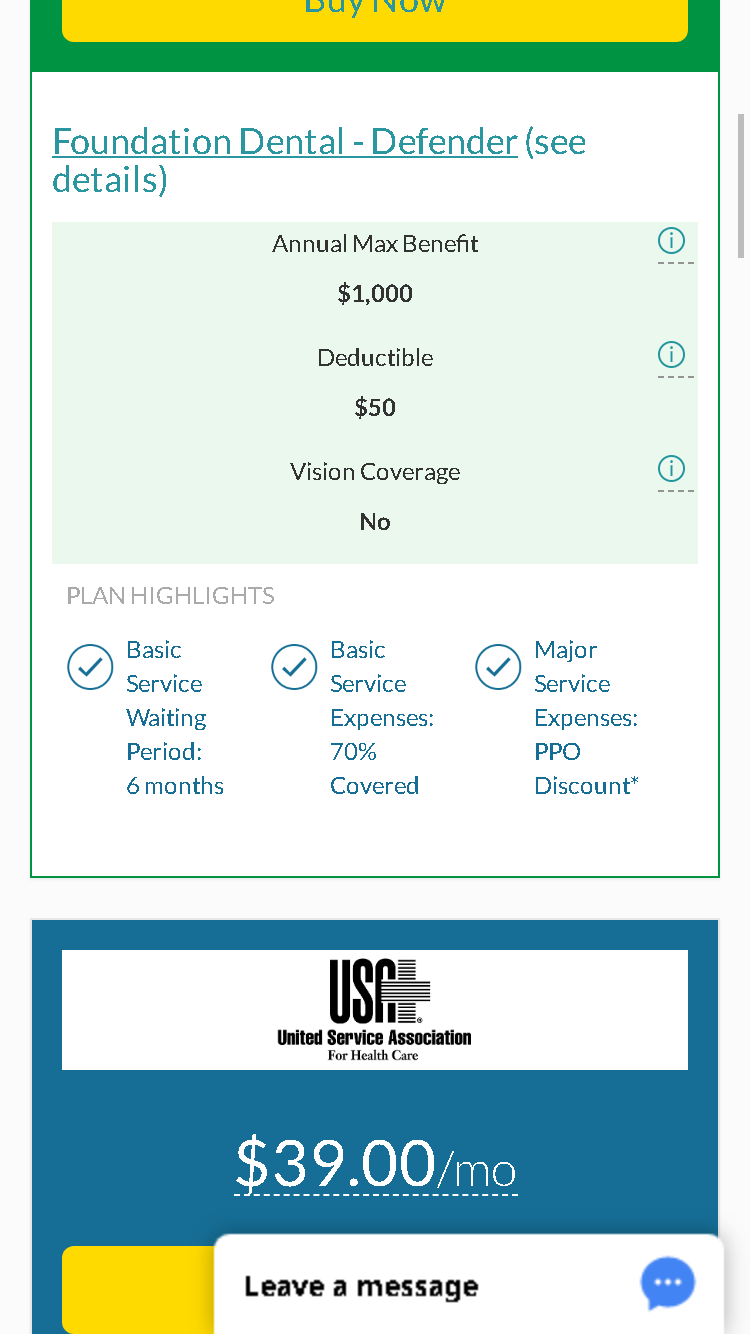 Buy Now
Foundation Dental - Defender (see
details)
Annual Max Benefit
$1,000
Deductible
$50
Vision Coverage
No
PLAN HIGHLIGHTS
Basic
Service
Waiting
Period:
6 months
Basic
Service
Expenses:
70%
Covered
Major
Service
Expenses:
PPO
Discount*
USA
United Service Association
For Health Care
$39.00/mo
Leave a message